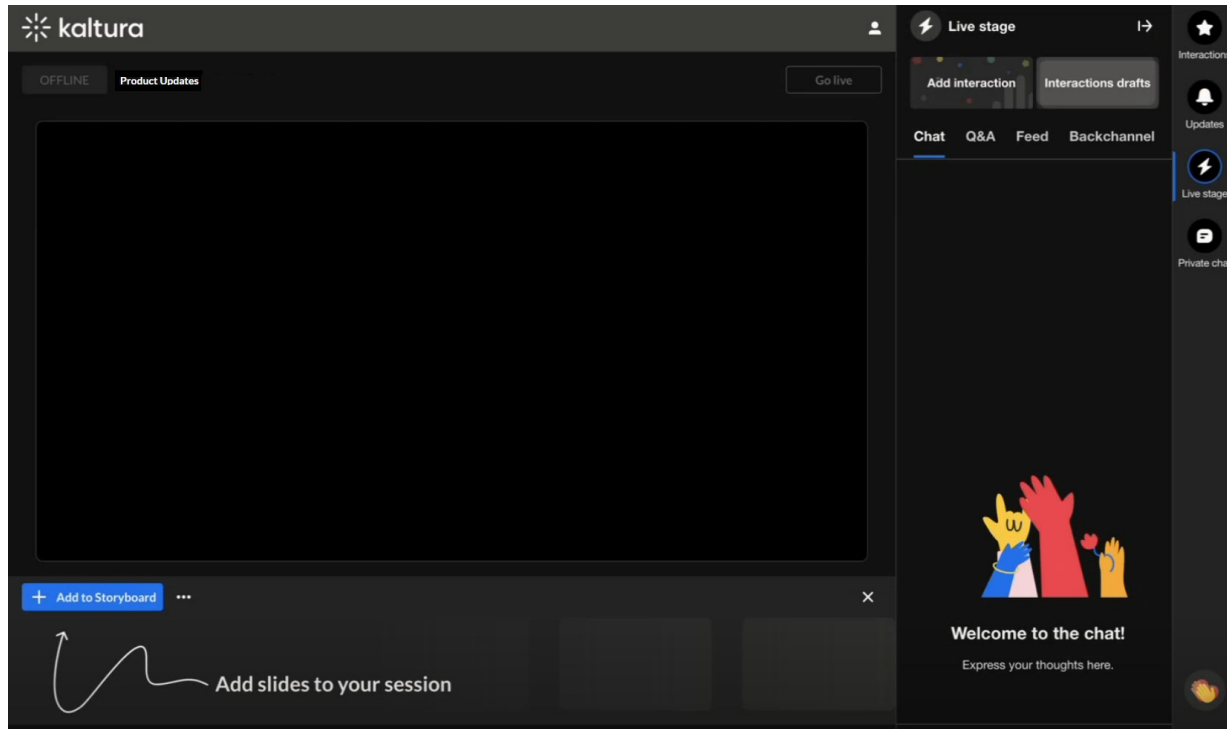 kaltura
OFFLINE
Product Updates
Go live
Add to Storyboard
Add slides to your session
Live stage
Add interaction
Interactions drafts
Chat Q&A Feed Backchannel
Welcome to the chat!
Express your thoughts here.
Interaction
Updates
Live stage
Private cha